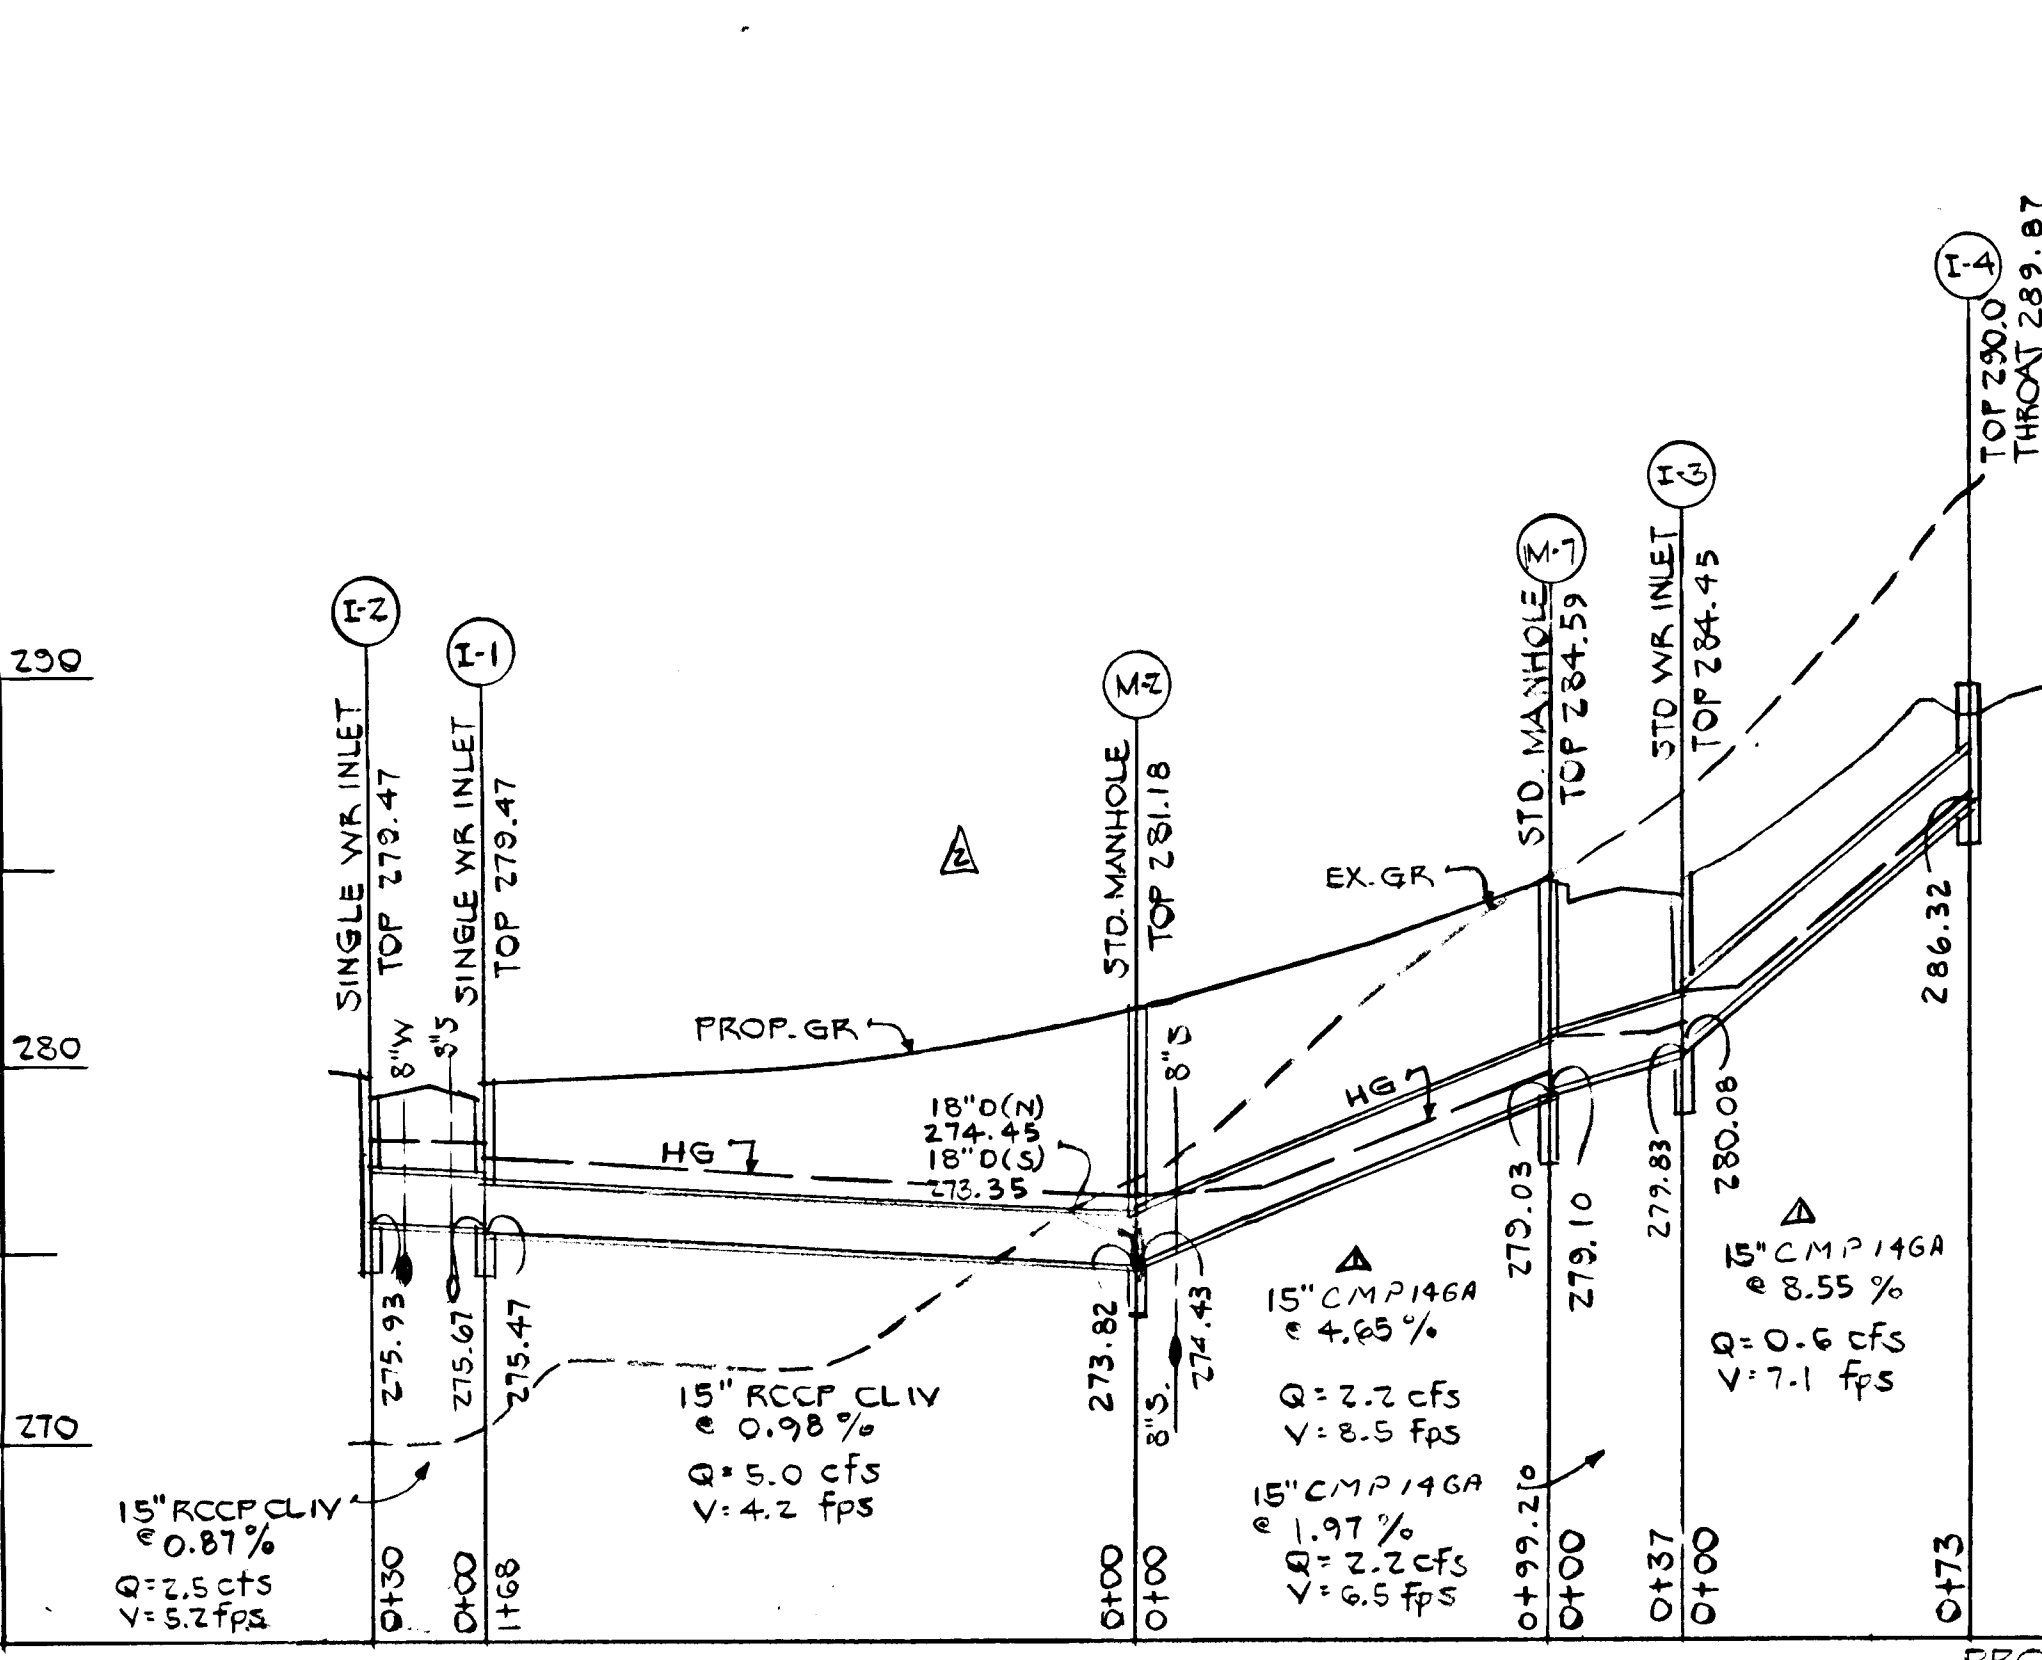 I-4
TOP 290.0
THROAT 289.87
I-3
STD WR INLET
TOP 284.45
M-7
STD. MANHOLE
TOP 284.59
I-2
SINGLE WR INLET
TOP 279.47
I-1
SINGLE WR INLET
TOP 279.47
M-2
STD. MANHOLE
TOP 281.18
290
280
270
2
EX. GR
PROP. GR
8"W
8"S
8"S
HG
HG
18"D(N)
274.45
18"D(S)
273.35
286.32
280.08
279.83
279.10
279.03
274.43
8"S.
273.82
275.47
275.67
275.93
1
15" CMP 14GA
@ 8.55 %
Q= 0.6 cfs
V= 7.1 fps
1
15" CMP 14GA
@ 4.65 %
Q= 2.2 cfs
V= 8.5 fps
15" CMP 14GA
@ 1.97 %
Q= 2.2 cfs
V= 6.5 fps
15" RCCP CL IV
@ 0.98 %
Q= 5.0 cfs
V= 4.2 fps
15" RCCP CL IV
@ 0.87 %
Q= 2.5 cfs
V= 5.2 fps
0+30
0+00
1+68
0+00
0+00
0+00
0+37
0+00
0+73